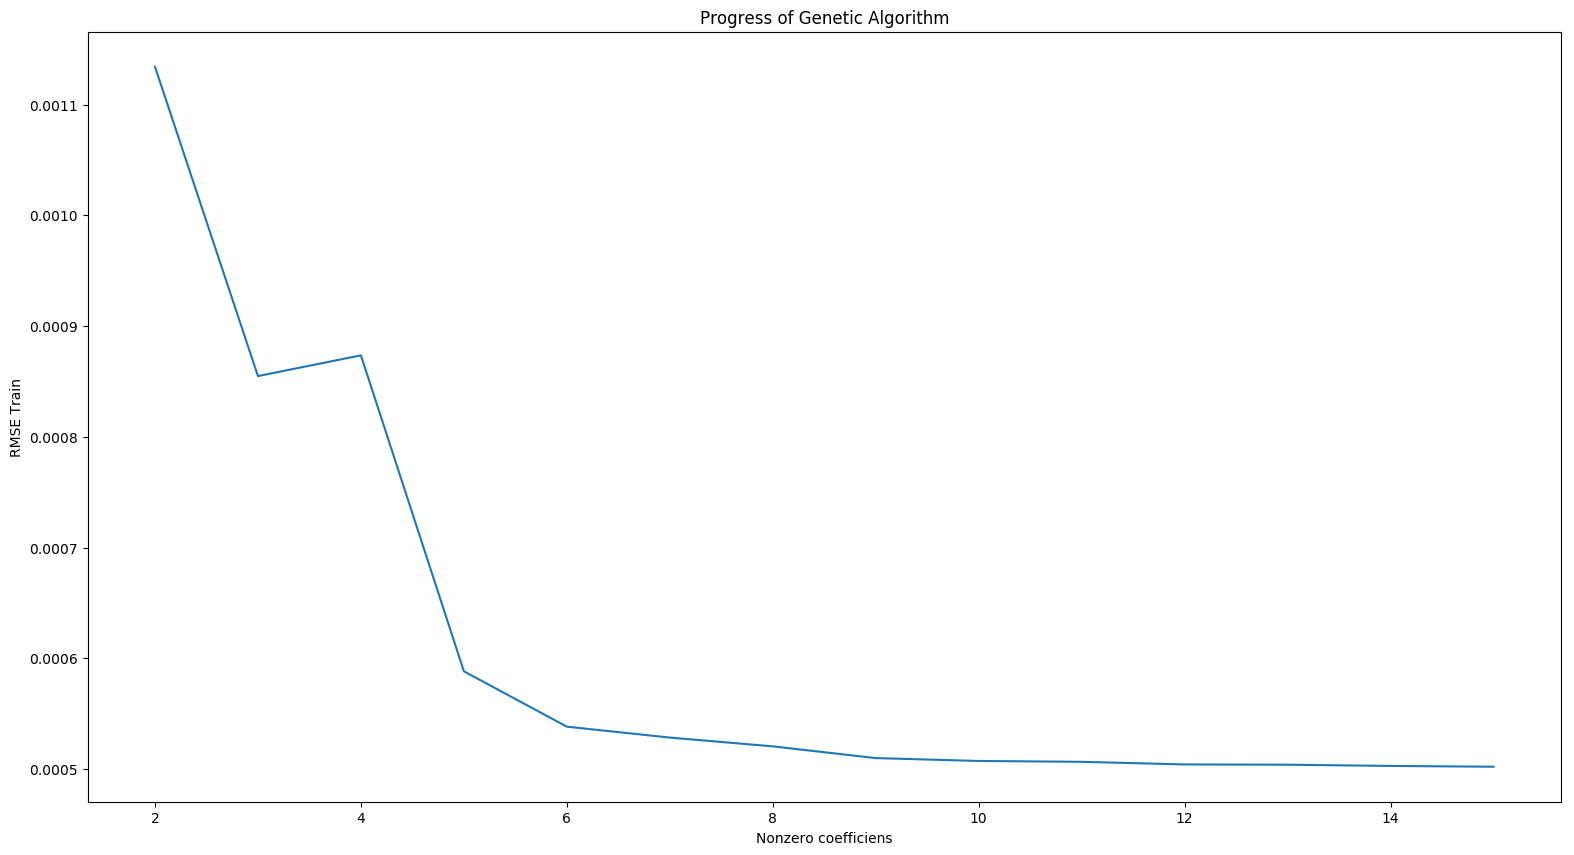 Progress of Genetic Algorithm
0.0011
0.0010
0.0009
0.0008
0.0007
0.0006
0.0005
RMSE Train
2 4 6 8 10 12 14
Nonzero coefficiens